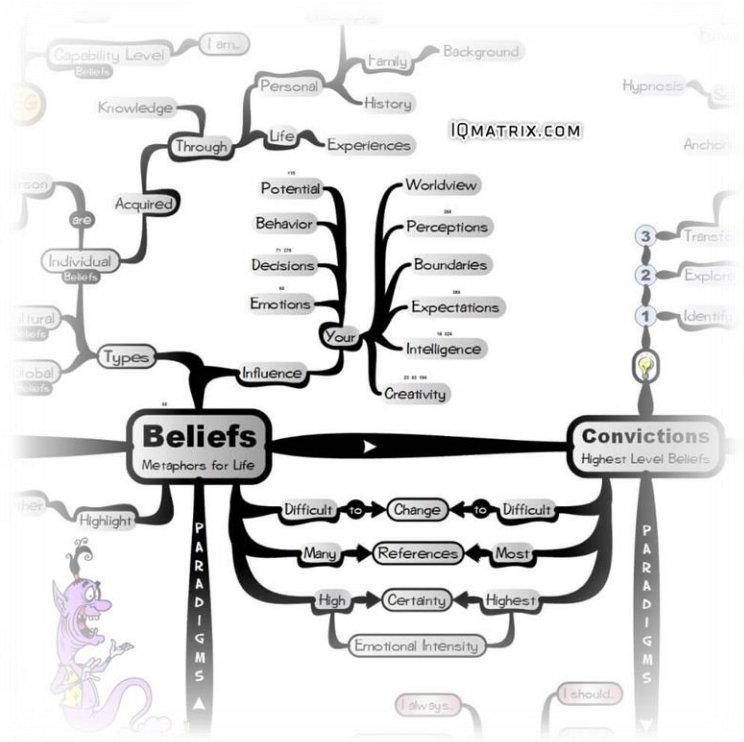 I am...
Capability Level
Beliefs
Family
Background
Personal
History
Hypnosis
Knowledge
IQMATRIX.COM
Through
Life
Experiences
Potential
Worldview
Acquired
Behavior
Perceptions
are
3
Individual
Beliefs
Decisions
Boundaries
2
Explore
Emotions
Expectations
1
Identify
Your
Intelligence
Types
Influence
Creativity
Beliefs
Metaphors for Life
Convictions
Highest Level Beliefs
Difficult
to
Change
to
Difficult
Highlight
Many
References
Most
High
Certainty
Highest
Emotional Intensity
PARADIGMS
PARADIGMS
I always...
I should...